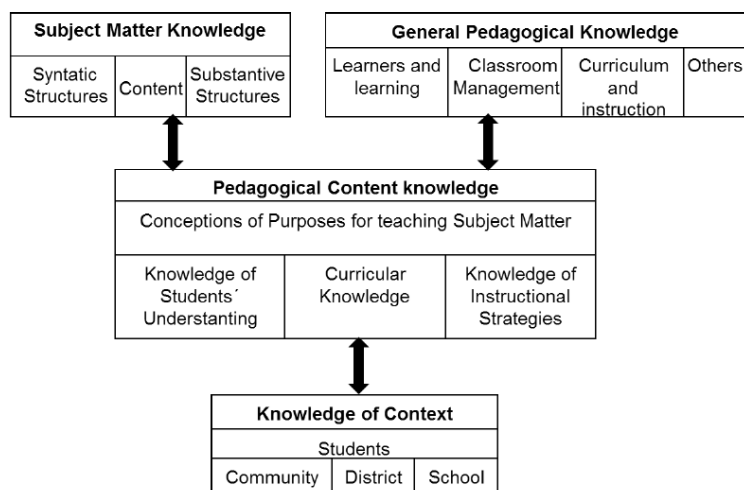 Subject Matter Knowledge
Syntatic
Structures
Content
Substantive
Structures
General Pedagogical Knowledge
Learners and
learning
Classroom
Management
Curriculum
and
instruction
Others
Pedagogical Content knowledge
Conceptions of Purposes for teaching Subject Matter
Knowledge of
Students´
Understanting
Curricular
Knowledge
Knowledge of
Instructional
Strategies
Knowledge of Context
Students
Community
District
School